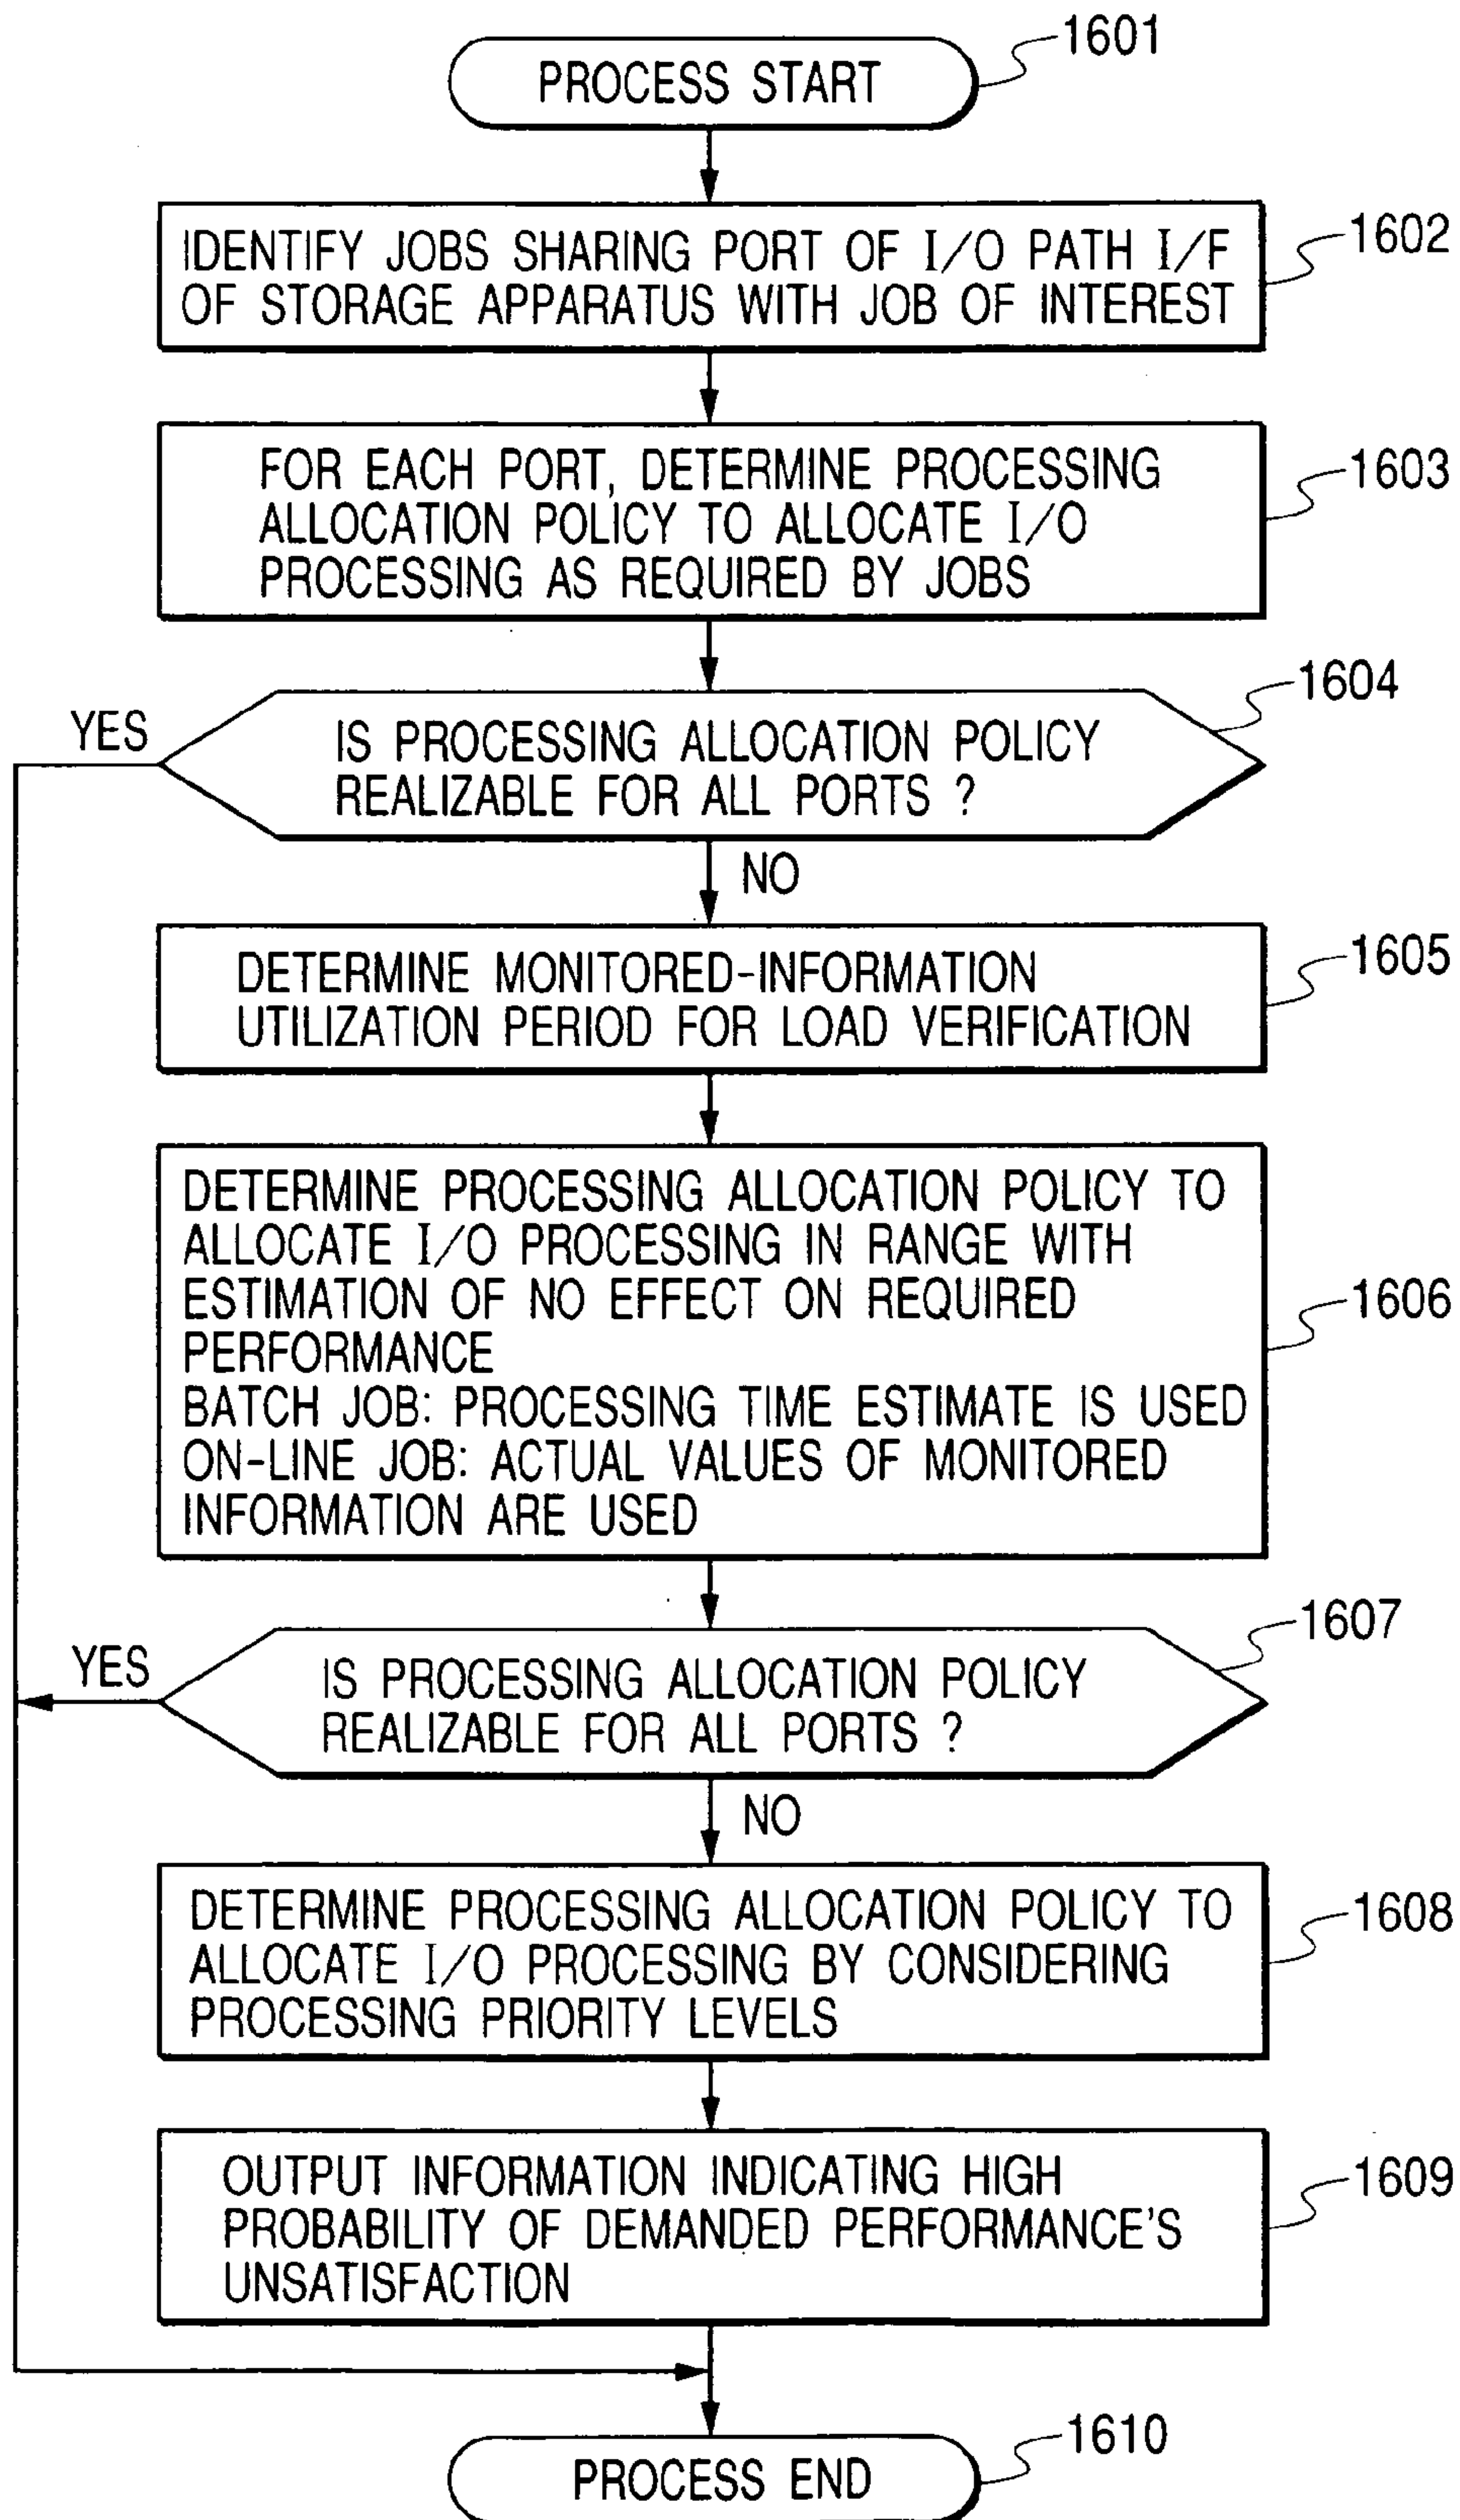 1601
PROCESS START
1602
IDENTIFY JOBS SHARING PORT OF I/O PATH I/F
OF STORAGE APPARATUS WITH JOB OF INTEREST
1603
FOR EACH PORT, DETERMINE PROCESSING
ALLOCATION POLICY TO ALLOCATE I/O
PROCESSING AS REQUIRED BY JOBS
1604
YES
IS PROCESSING ALLOCATION POLICY
REALIZABLE FOR ALL PORTS ?
NO
1605
DETERMINE MONITORED-INFORMATION
UTILIZATION PERIOD FOR LOAD VERIFICATION
1606
DETERMINE PROCESSING ALLOCATION POLICY TO
ALLOCATE I/O PROCESSING IN RANGE WITH
ESTIMATION OF NO EFFECT ON REQUIRED
PERFORMANCE
BATCH JOB: PROCESSING TIME ESTIMATE IS USED
ON-LINE JOB: ACTUAL VALUES OF MONITORED
INFORMATION ARE USED
1607
YES
IS PROCESSING ALLOCATION POLICY
REALIZABLE FOR ALL PORTS ?
NO
1608
DETERMINE PROCESSING ALLOCATION POLICY TO
ALLOCATE I/O PROCESSING BY CONSIDERING
PROCESSING PRIORITY LEVELS
1609
OUTPUT INFORMATION INDICATING HIGH
PROBABILITY OF DEMANDED PERFORMANCE'S
UNSATISFACTION
1610
PROCESS END